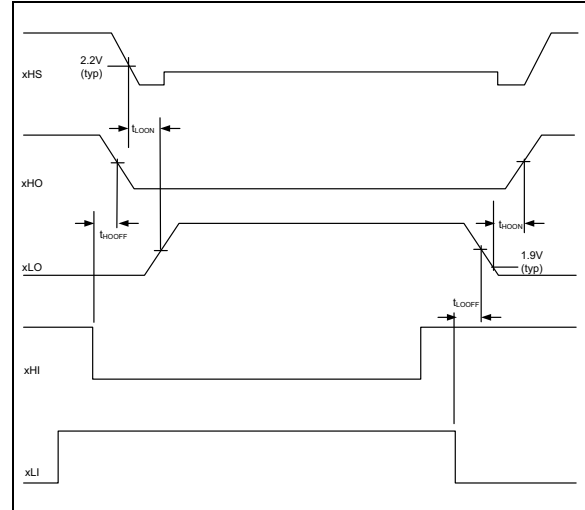 2.2V
(typ)
xHS
tLOON
xHO
tHOOFF
tHOON
xLO
1.9V
(typ)
tLOOFF
xHI
xLI